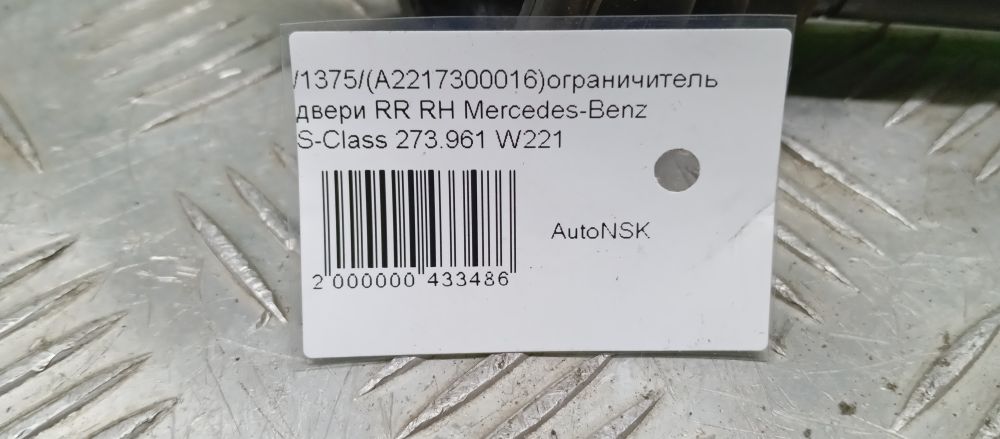 /1375/(A2217300016)ограничитель
двери RR RH Mercedes-Benz
S-Class 273.961 W221
AutoNSK
2 000000 433486